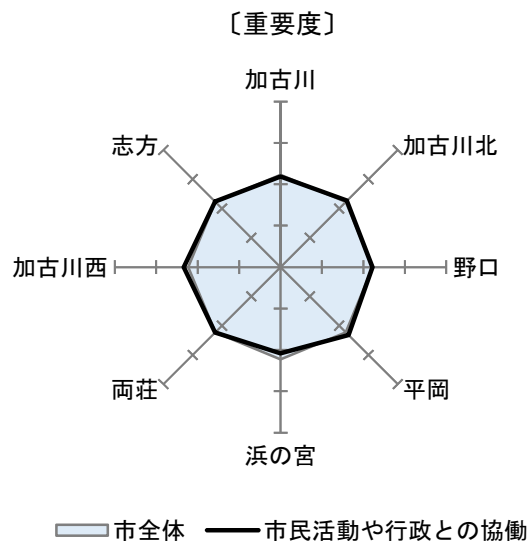 〔重要度〕
加古川
志方
加古川北
加古川西
野口
両荘
平岡
浜の宮
市全体
市民活動や行政との協働